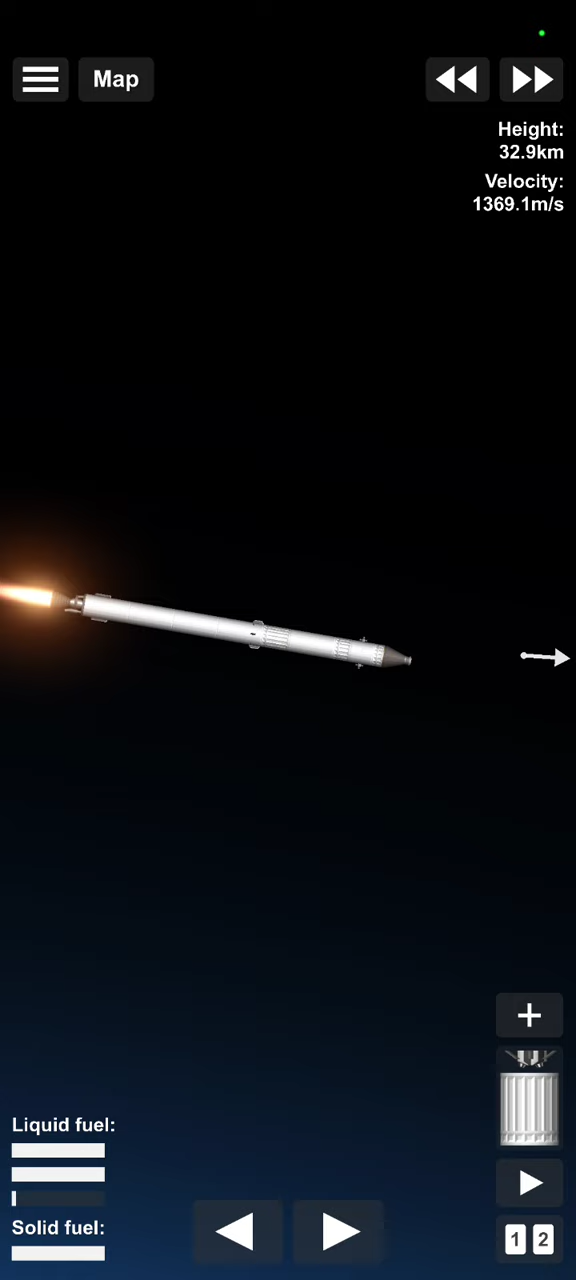 Map
Height:
32.9km
Velocity:
1369.1m/s
Liquid fuel:
Solid fuel:
1 2